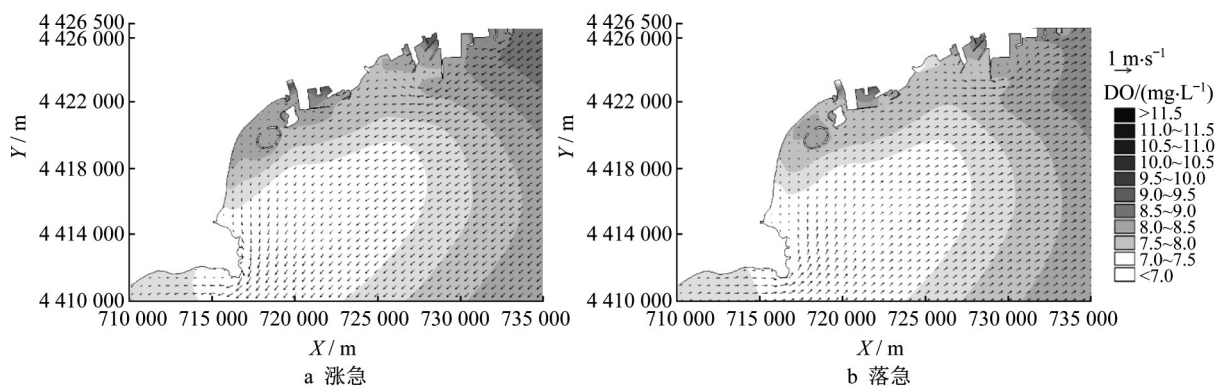 4 426 500
4 426 000
4 422 000
4 418 000
4 414 000
4 410 000
Y / m
710 000 715 000 720 000 725 000 730 000 735 000
X / m
a 涨急
4 426 500
4 426 000
4 422 000
4 418 000
4 414 000
4 410 000
Y / m
710 000 715 000 720 000 725 000 730 000 735 000
X / m
b 落急
1 m·s⁻¹
DO/(mg·L⁻¹)
>11.5
11.0~11.5
10.5~11.0
10.0~10.5
9.5~10.0
9.0~9.5
8.5~9.0
8.0~8.5
7.5~8.0
7.0~7.5
<7.0